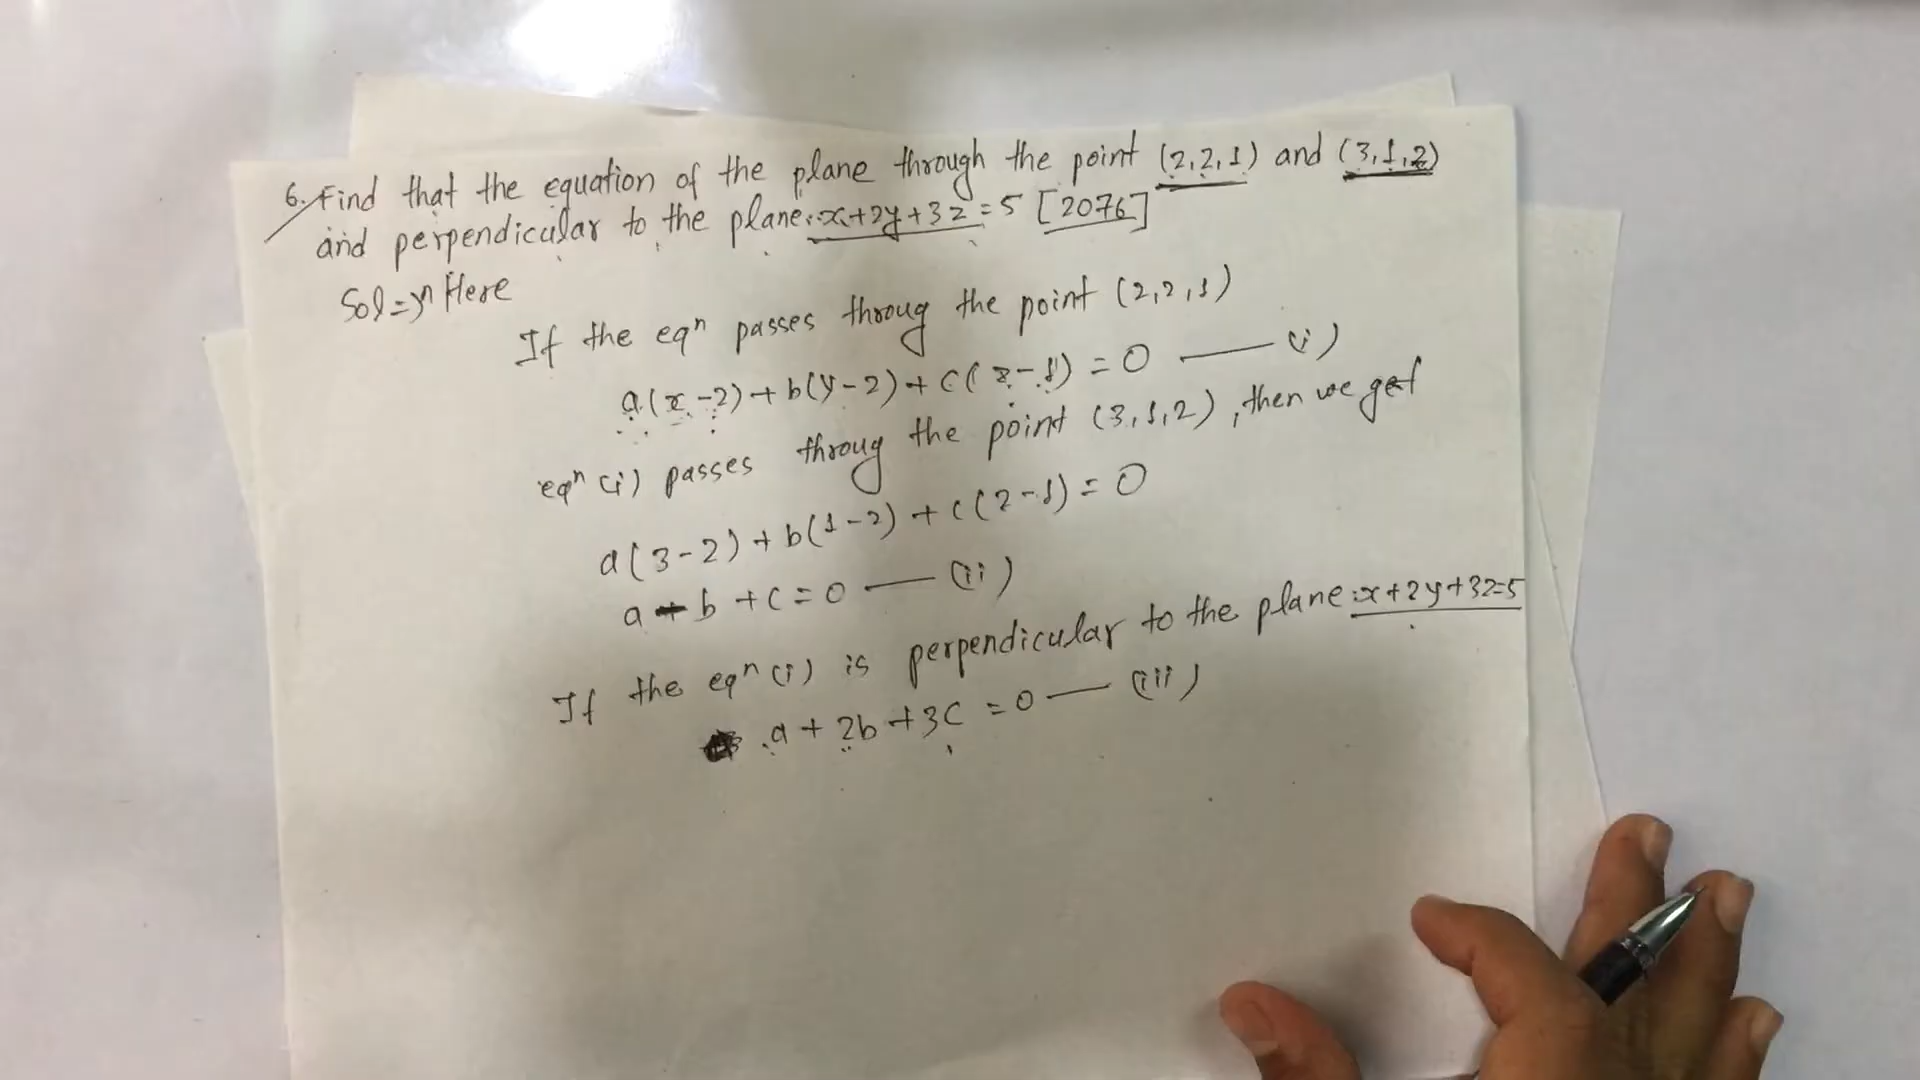 6. Find that the equation of the plane through the point (2,2,1) and (3,1,2)
and perpendicular to the plane: x+2y+3z=5 [2076]
Sol=yn Here
If the eqn passes throug the point (2,2,1)
a(x-2)+b(y-2)+c(z-1)=0 —— (i)
eqn (i) passes throug the point (3,1,2), then we get
a(3-2)+b(1-2)+c(2-1)=0
a-b+c=0 —— (ii)
If the eqn (i) is perpendicular to the plane: x+2y+3z=5
a+2b+3c=0 —— (iii)